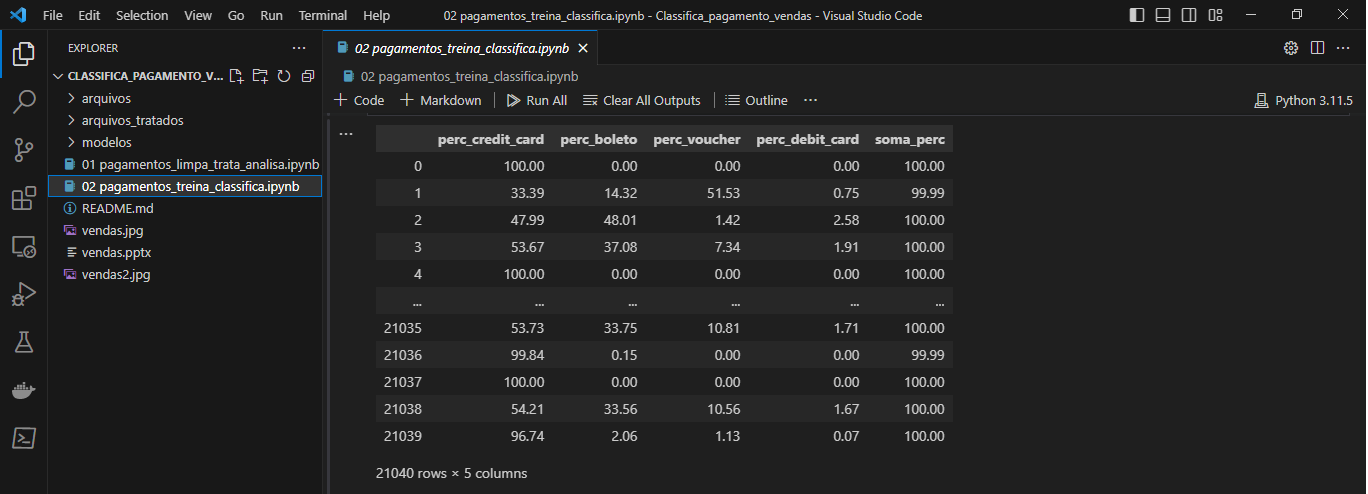 File Edit Selection View Go Run Terminal Help 02 pagamentos_treina_classifica.ipynb - Classifica_pagamento_vendas - Visual Studio Code
EXPLORER
CLASSIFICA_PAGAMENTO_V...
arquivos
arquivos_tratados
modelos
01 pagamentos_limpa_trata_analisa.ipynb
02 pagamentos_treina_classifica.ipynb
README.md
vendas.jpg
vendas.pptx
vendas2.jpg
02 pagamentos_treina_classifica.ipynb
02 pagamentos_treina_classifica.ipynb
Code Markdown Run All Clear All Outputs Outline ... Python 3.11.5
perc_credit_card perc_boleto perc_voucher perc_debit_card soma_perc
0 100.00 0.00 0.00 0.00 100.00
1 33.39 14.32 51.53 0.75 99.99
2 47.99 48.01 1.42 2.58 100.00
3 53.67 37.08 7.34 1.91 100.00
4 100.00 0.00 0.00 0.00 100.00
... ... ... ... ... ...
21035 53.73 33.75 10.81 1.71 100.00
21036 99.84 0.15 0.00 0.00 99.99
21037 100.00 0.00 0.00 0.00 100.00
21038 54.21 33.56 10.56 1.67 100.00
21039 96.74 2.06 1.13 0.07 100.00
21040 rows × 5 columns